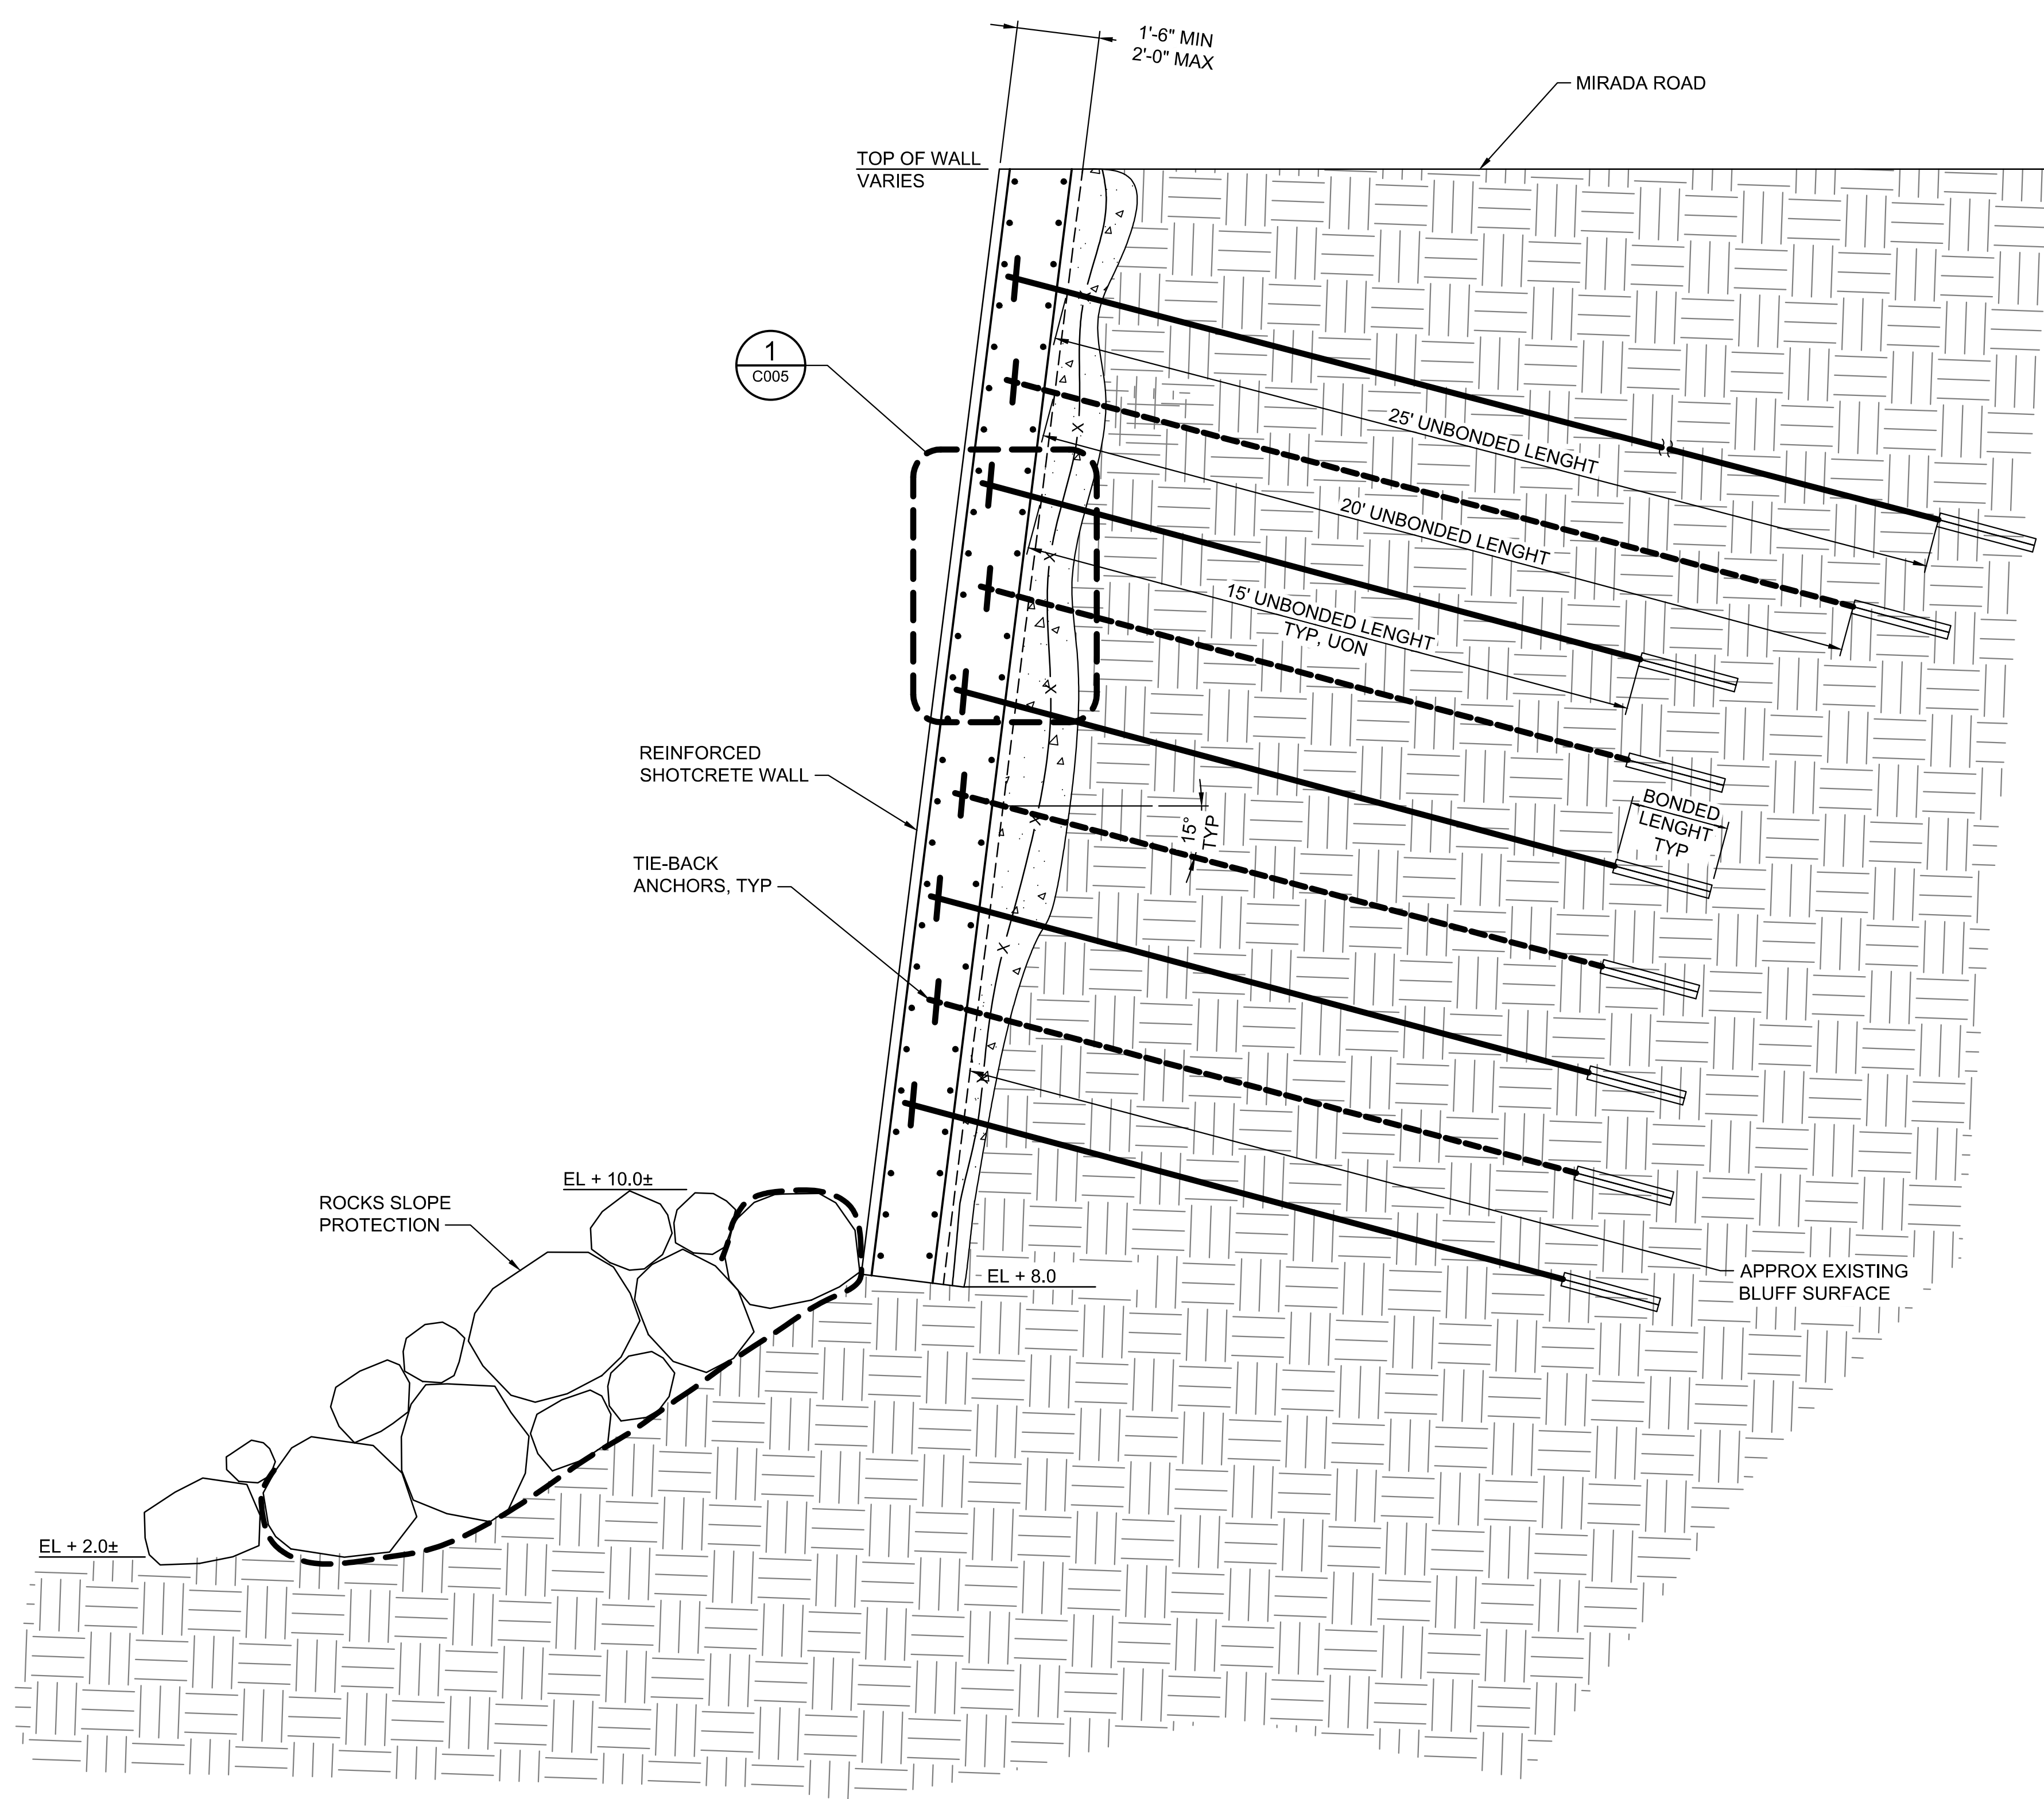 1'-6" MIN
2'-0" MAX
MIRADA ROAD
TOP OF WALL
VARIES
1
C005
25' UNBONDED LENGHT
20' UNBONDED LENGHT
15' UNBONDED LENGHT
TYP, UON
REINFORCED
SHOTCRETE WALL
BONDED
LENGHT
TYP
15°
TYP
TIE-BACK
ANCHORS, TYP
EL + 10.0±
ROCKS SLOPE
PROTECTION
EL + 8.0
APPROX EXISTING
BLUFF SURFACE
EL + 2.0±
X
X
X
X
X
X